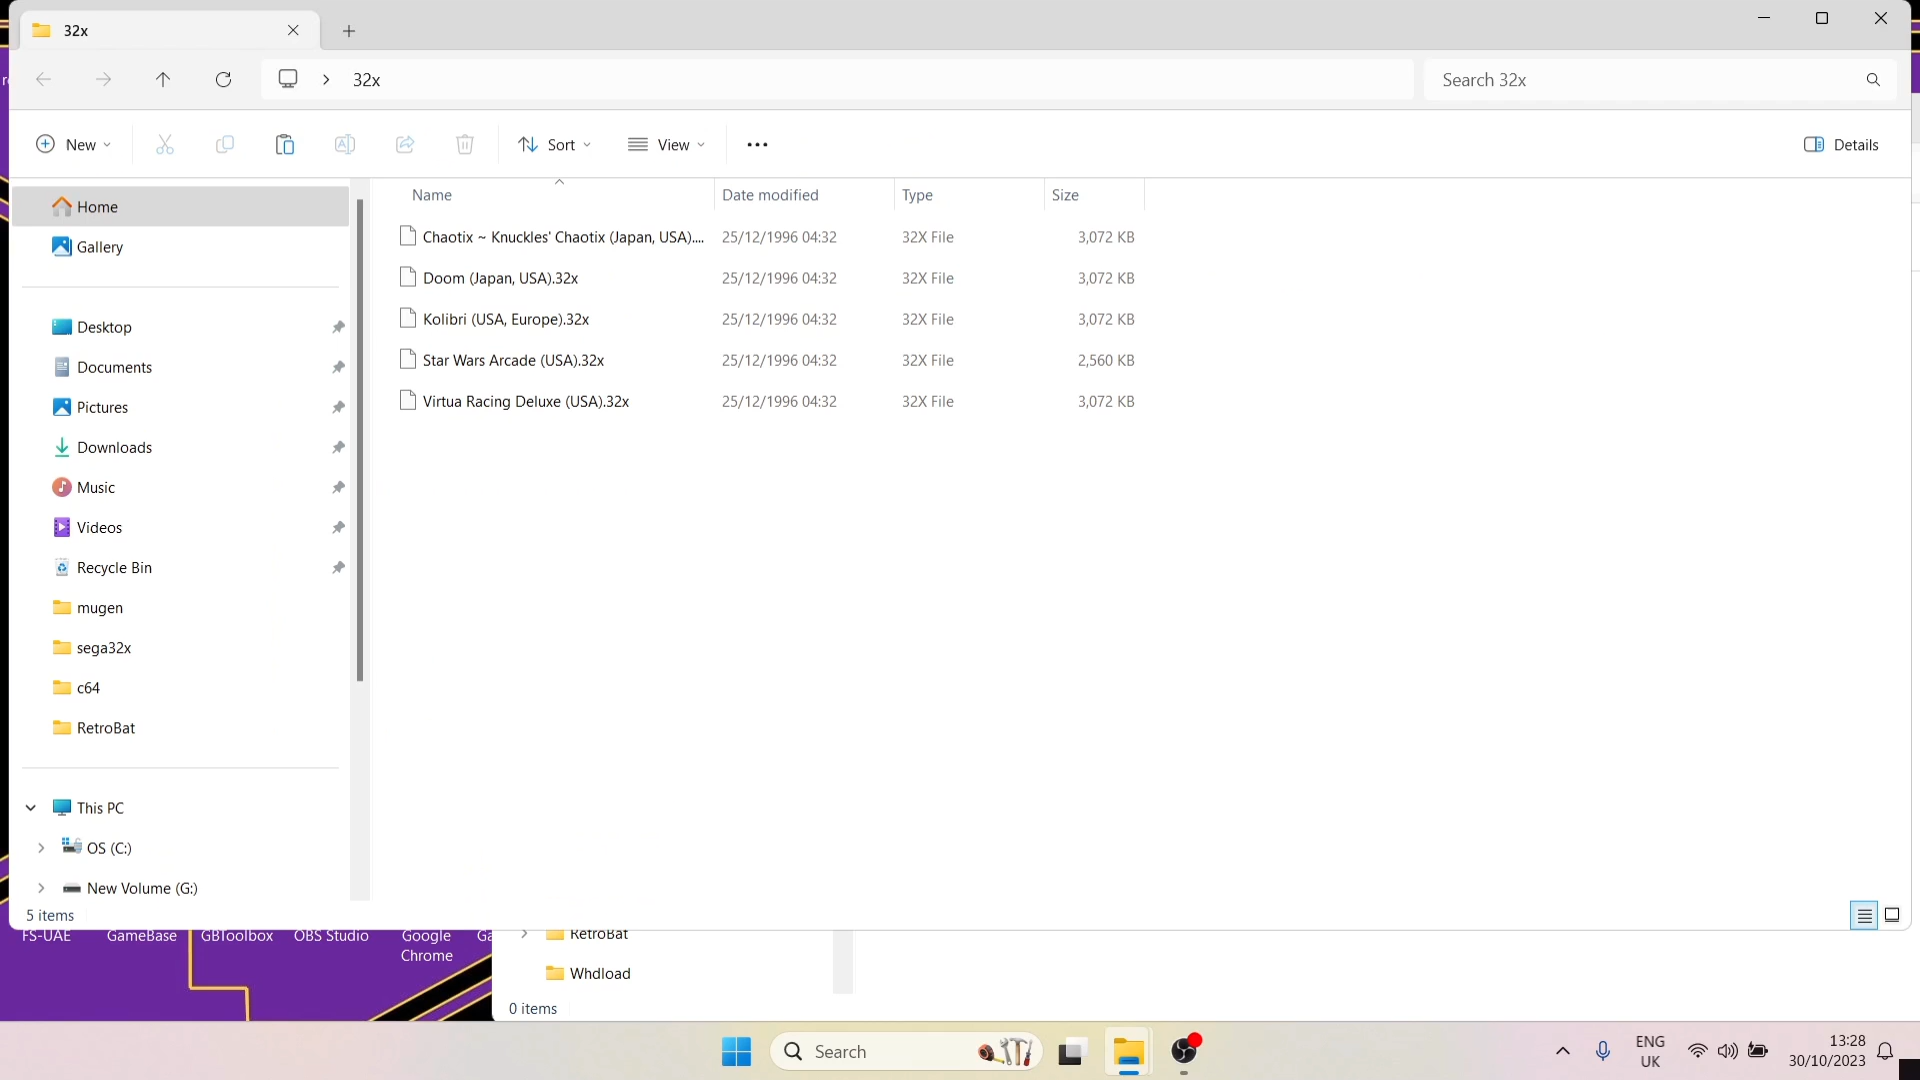 32x
32x
Search 32x
New
Sort
View
Details
Name
Date modified
Type
Size
Chaotix ~ Knuckles' Chaotix (Japan, USA).... 25/12/1996 04:32 32X File 3,072 KB
Doom (Japan, USA).32x 25/12/1996 04:32 32X File 3,072 KB
Kolibri (USA, Europe).32x 25/12/1996 04:32 32X File 3,072 KB
Star Wars Arcade (USA).32x 25/12/1996 04:32 32X File 2,560 KB
Virtua Racing Deluxe (USA).32x 25/12/1996 04:32 32X File 3,072 KB
Home
Gallery
Desktop
Documents
Pictures
Downloads
Music
Videos
Recycle Bin
mugen
sega32x
c64
RetroBat
This PC
OS (C:)
New Volume (G:)
5 items
FS-UAE
GameBase
GBToolbox
OBS Studio
Google
Chrome
RetroBat
Whdload
0 items
Search
ENG
UK
13:28
30/10/2023